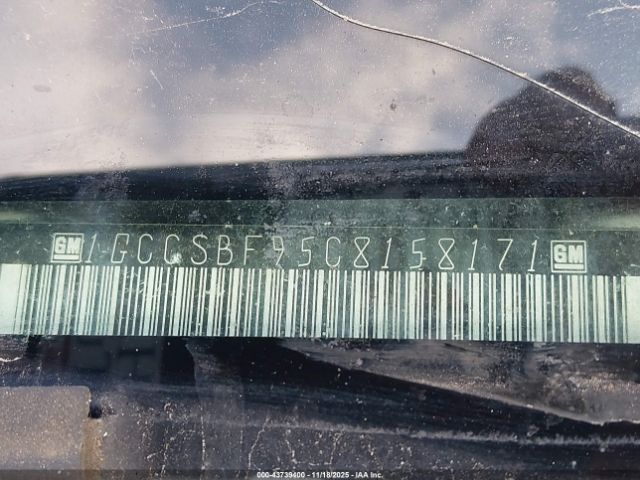 GM 1GCCSBF95C8158171 GM
000-43739400 - 11/18/2025 - IAA Inc.